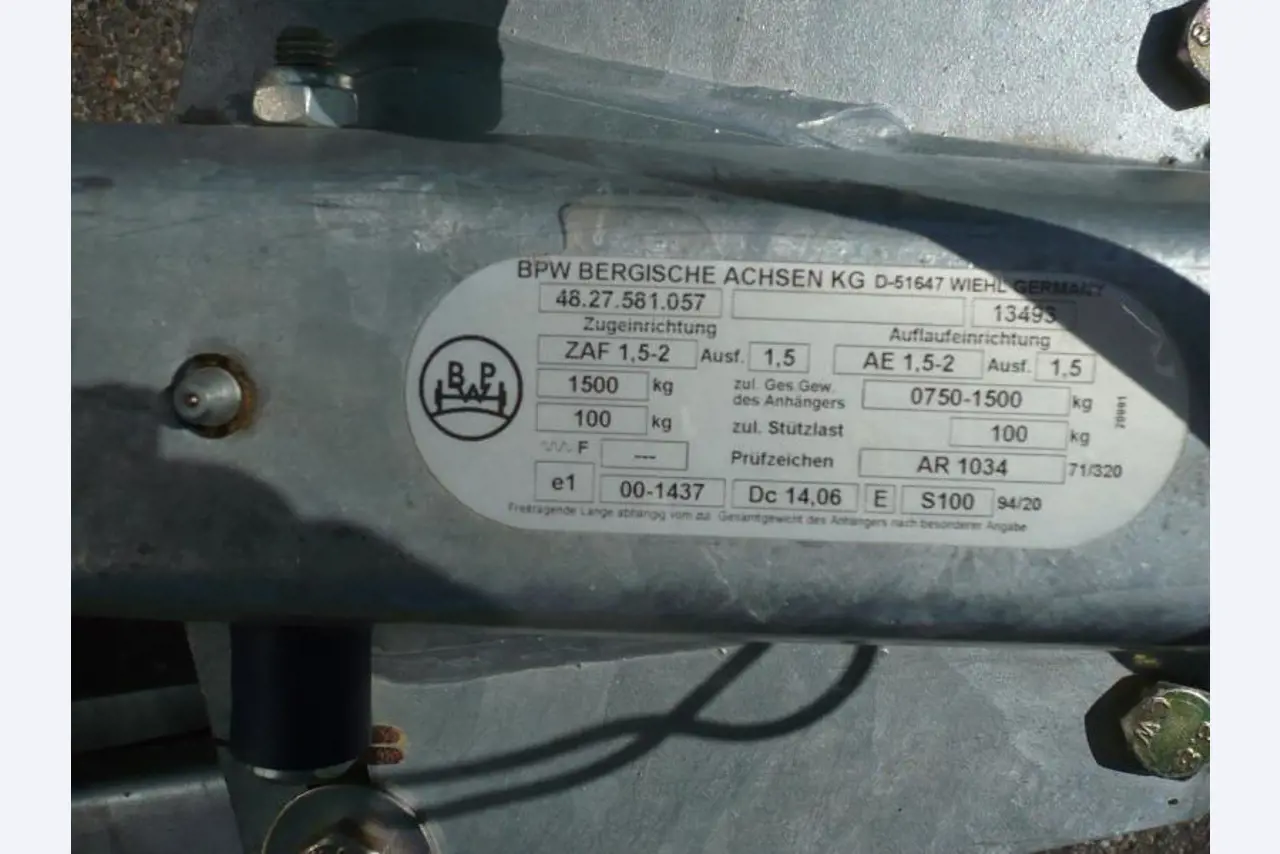 BPW BERGISCHE ACHSEN KG D-51647 WIEHL GERMANY
48.27.581.057 13493
Zugeinrichtung Auflaufeinrichtung
ZAF 1,5-2 Ausf. 1,5 AE 1,5-2 Ausf. 1,5
1500 kg zul. Ges.Gew. des Anhängers 0750-1500 kg
100 kg zul. Stützlast 100 kg
F --- Prüfzeichen AR 1034 71/320
e1 00-1437 Dc 14,06 E S100 94/20
Freitragende Länge abhängig vom zul. Gesamtgewicht des Anhängers nach besonderer Angabe
BPW